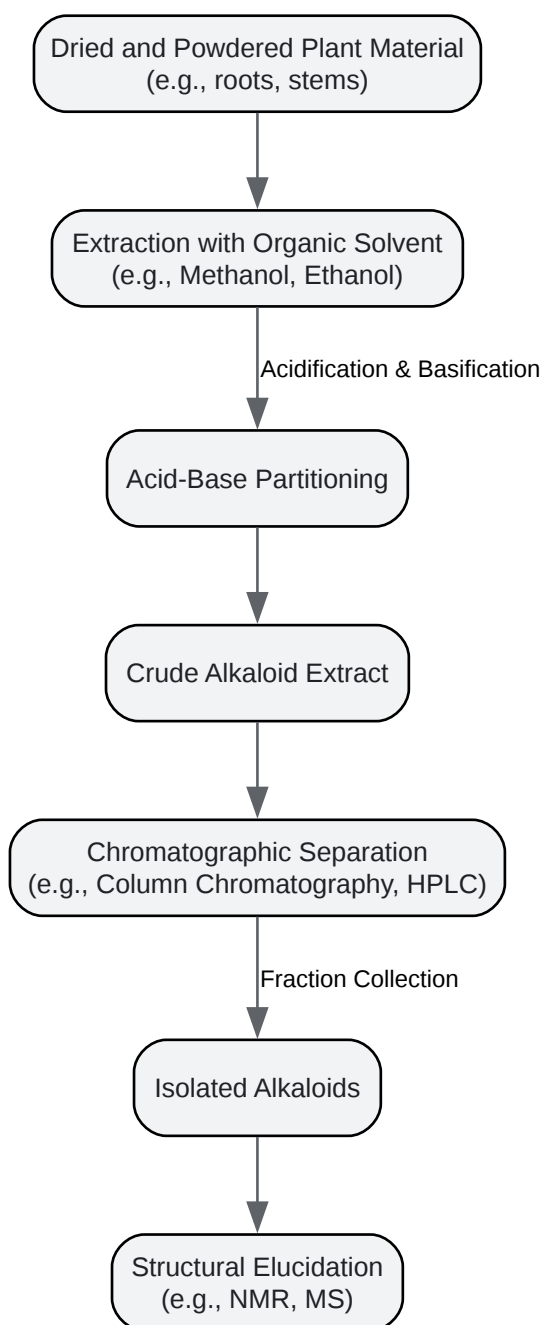 Dried and Powdered Plant Material
(e.g., roots, stems)
Extraction with Organic Solvent
(e.g., Methanol, Ethanol)
Acidification & Basification
Acid-Base Partitioning
Crude Alkaloid Extract
Chromatographic Separation
(e.g., Column Chromatography, HPLC)
Fraction Collection
Isolated Alkaloids
Structural Elucidation
(e.g., NMR, MS)